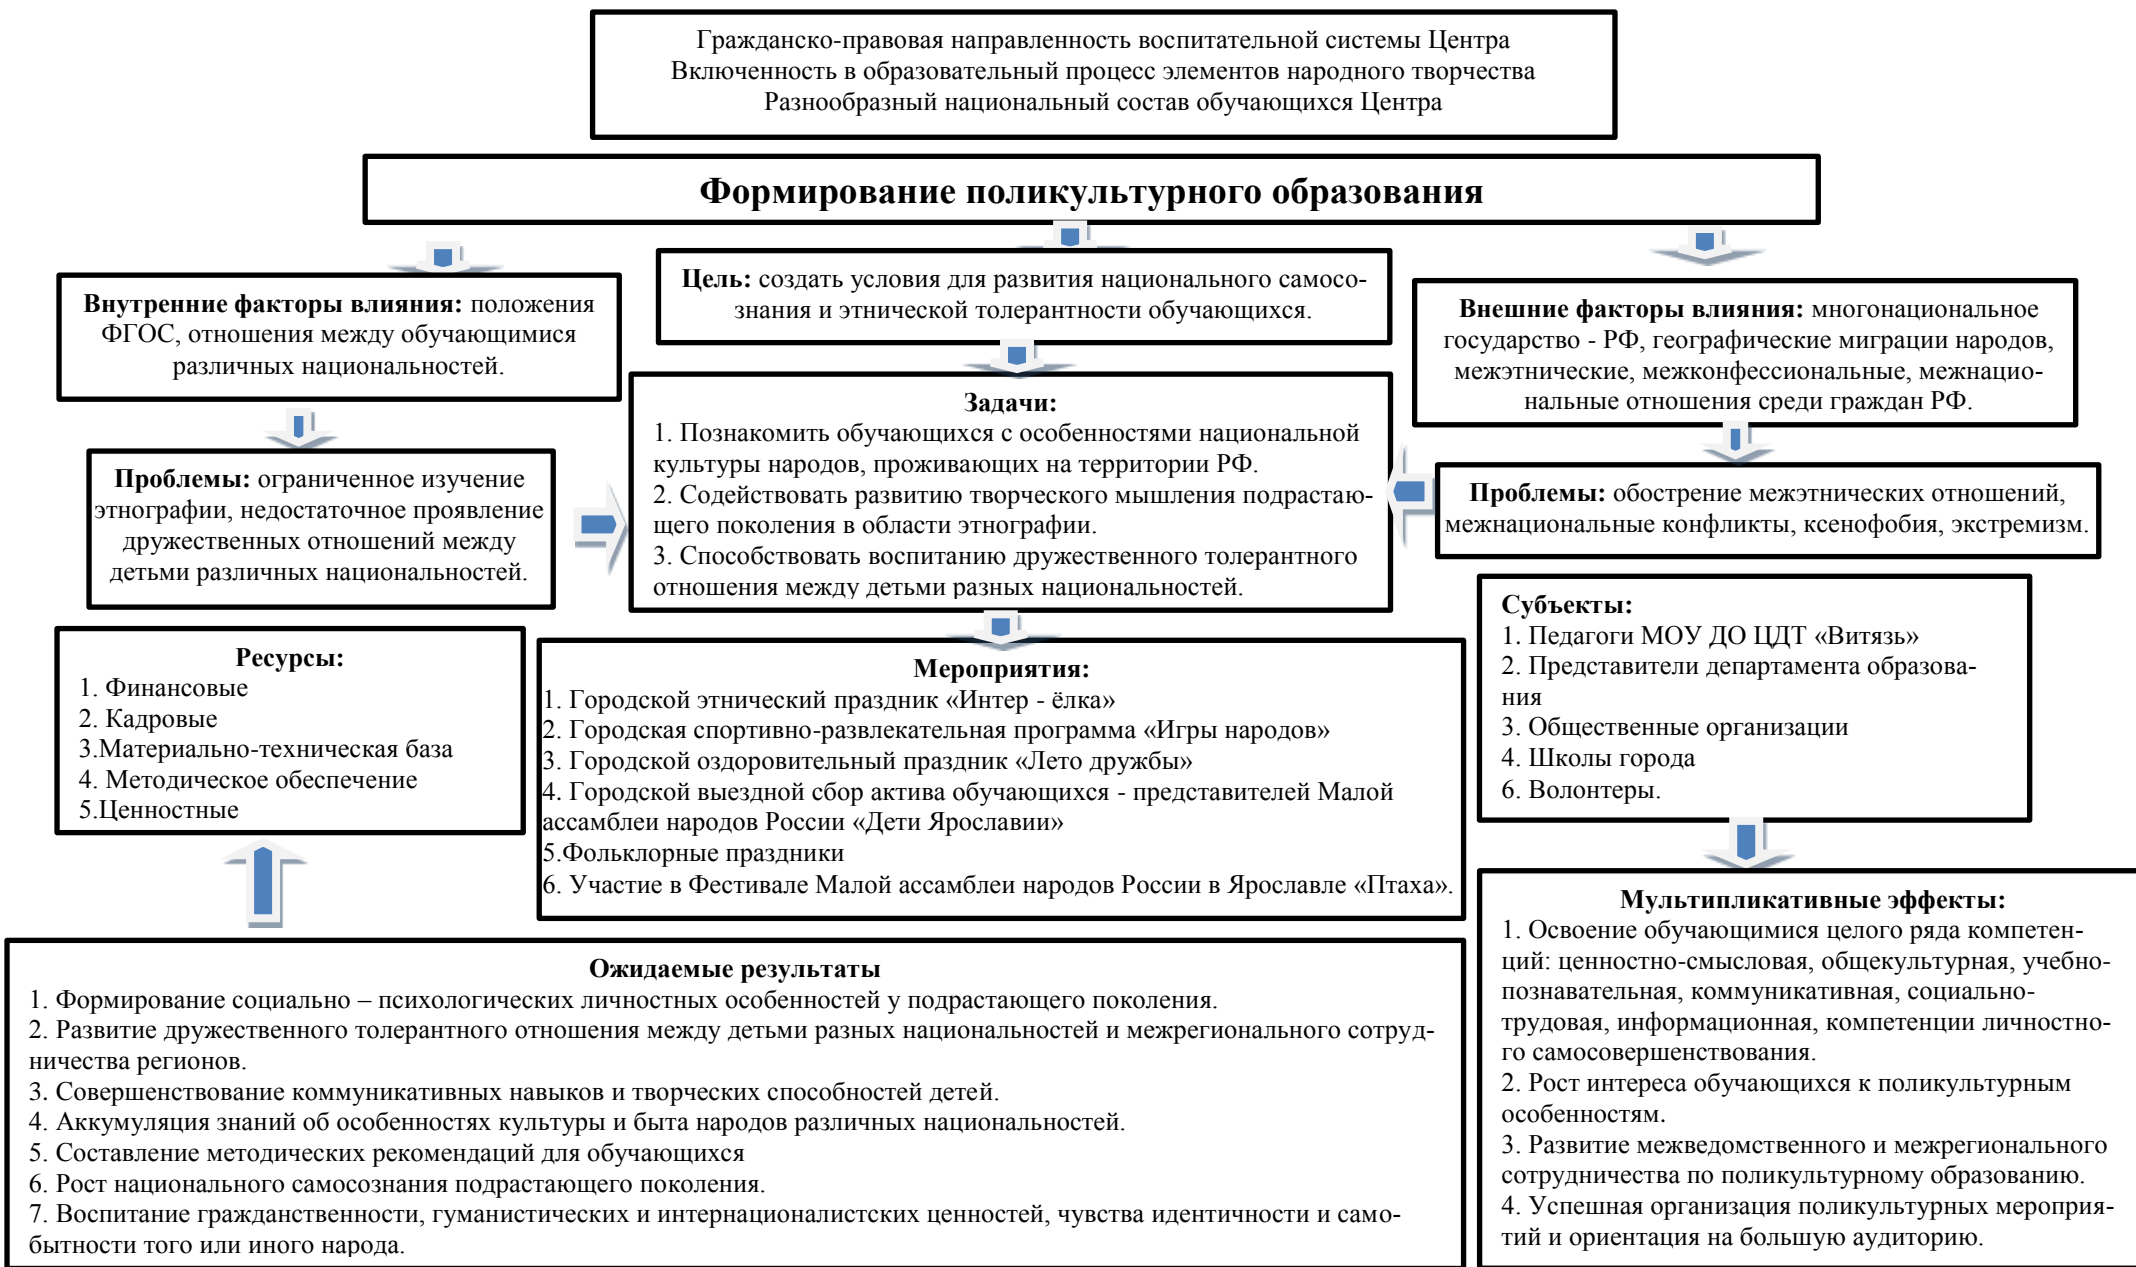 Гражданско-правовая направленность воспитательной системы Центра
Включенность в образовательный процесс элементов народного творчества
Разнообразный национальный состав обучающихся Центра
Формирование поликультурного образования
Внутренние факторы влияния: положения
ФГОС, отношения между обучающимися
различных национальностей.
Цель: создать условия для развития национального самосо-
знания и этнической толерантности обучающихся.
Внешние факторы влияния: многонациональное
государство - РФ, географические миграции народов,
межэтнические, межконфессиональные, межнацио-
нальные отношения среди граждан РФ.
Проблемы: ограниченное изучение
этнографии, недостаточное проявление
дружественных отношений между
детьми различных национальностей.
Задачи:
1. Познакомить обучающихся с особенностями национальной
культуры народов, проживающих на территории РФ.
2. Содействовать развитию творческого мышления подрастаю-
щего поколения в области этнографии.
3. Способствовать воспитанию дружественного толерантного
отношения между детьми разных национальностей.
Проблемы: обострение межэтнических отношений,
межнациональные конфликты, ксенофобия, экстремизм.
Ресурсы:
1. Финансовые
2. Кадровые
3.Материально-техническая база
4. Методическое обеспечение
5.Ценностные
Мероприятия:
1. Городской этнический праздник «Интер - ёлка»
2. Городская спортивно-развлекательная программа «Игры народов»
3. Городской оздоровительный праздник «Лето дружбы»
4. Городской выездной сбор актива обучающихся - представителей Малой
ассамблеи народов России «Дети Ярославии»
5.Фольклорные праздники
6. Участие в Фестивале Малой ассамблеи народов России в Ярославле «Птаха».
Субъекты:
1. Педагоги МОУ ДО ЦДТ «Витязь»
2. Представители департамента образова-
ния
3. Общественные организации
4. Школы города
6. Волонтеры.
Ожидаемые результаты
1. Формирование социально – психологических личностных особенностей у подрастающего поколения.
2. Развитие дружественного толерантного отношения между детьми разных национальностей и межрегионального сотруд-
ничества регионов.
3. Совершенствование коммуникативных навыков и творческих способностей детей.
4. Аккумуляция знаний об особенностях культуры и быта народов различных национальностей.
5. Составление методических рекомендаций для обучающихся
6. Рост национального самосознания подрастающего поколения.
7. Воспитание гражданственности, гуманистических и интернационалистских ценностей, чувства идентичности и само-
бытности того или иного народа.
Мультипликативные эффекты:
1. Освоение обучающимися целого ряда компетен-
ций: ценностно-смысловая, общекультурная, учебно-
познавательная, коммуникативная, социально-
трудовая, информационная, компетенции личностно-
го самосовершенствования.
2. Рост интереса обучающихся к поликультурным
особенностям.
3. Развитие межведомственного и межрегионального
сотрудничества по поликультурному образованию.
4. Успешная организация поликультурных мероприя-
тий и ориентация на большую аудиторию.